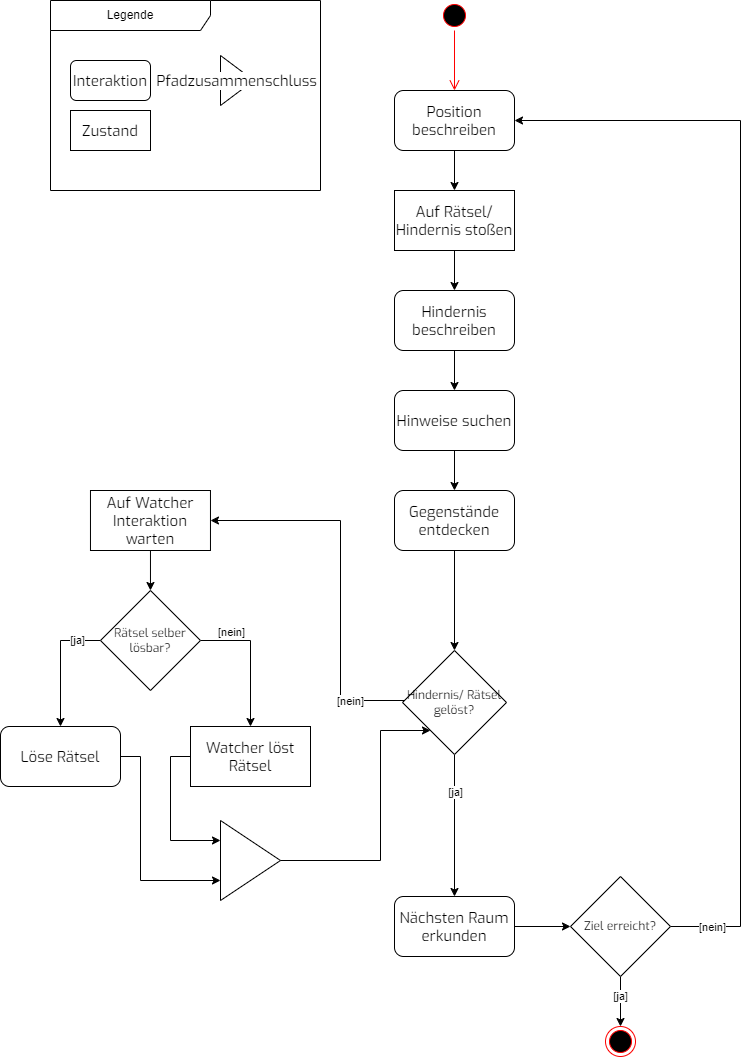 Legende
Interaktion
Pfadzusammenschluss
Zustand
Position
beschreiben
Auf Rätsel/
Hindernis stoßen
Hindernis
beschreiben
Hinweise suchen
Gegenstände
entdecken
Auf Watcher
Interaktion
warten
Rätsel selber
lösbar?
[ja]
[nein]
Hindernis/ Rätsel
gelöst?
[nein]
Löse Rätsel
Watcher löst
Rätsel
[ja]
Nächsten Raum
erkunden
Ziel erreicht?
[nein]
[ja]